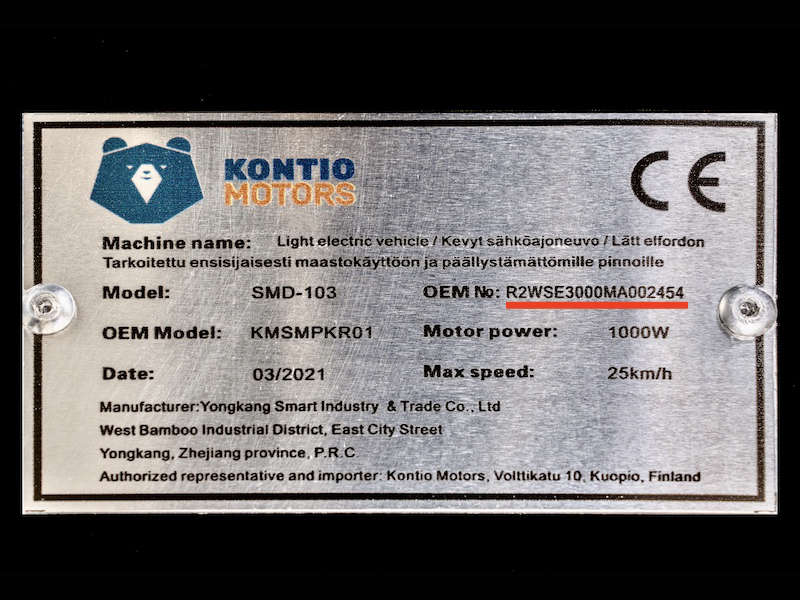 KONTIO
MOTORS
CE
Machine name: Light electric vehicle / Kevyt sähköajoneuvo / Lätt elfordon
Tarkoitettu ensisijaisesti maastokäyttöön ja päällystämättömille pinnoille
Model: SMD-103 OEM No: R2WSE3000MA002454
OEM Model: KMSMPKR01 Motor power: 1000W
Date: 03/2021 Max speed: 25km/h
Manufacturer:Yongkang Smart Industry & Trade Co., Ltd
West Bamboo Industrial District, East City Street
Yongkang, Zhejiang province, P.R.C
Authorized representative and importer: Kontio Motors, Volttikatu 10, Kuopio, Finland